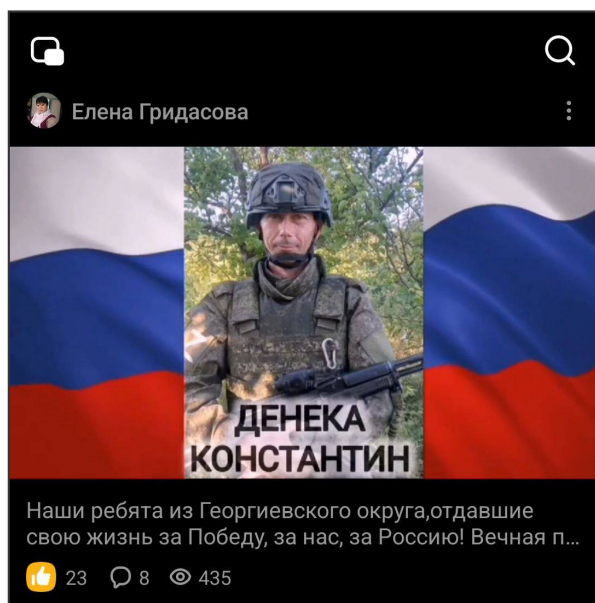 Елена Гридасова
ДЕНЕКА
КОНСТАНТИН
Наши ребята из Георгиевского округа,отдавшие
свою жизнь за Победу, за нас, за Россию! Вечная п...
23 8 435